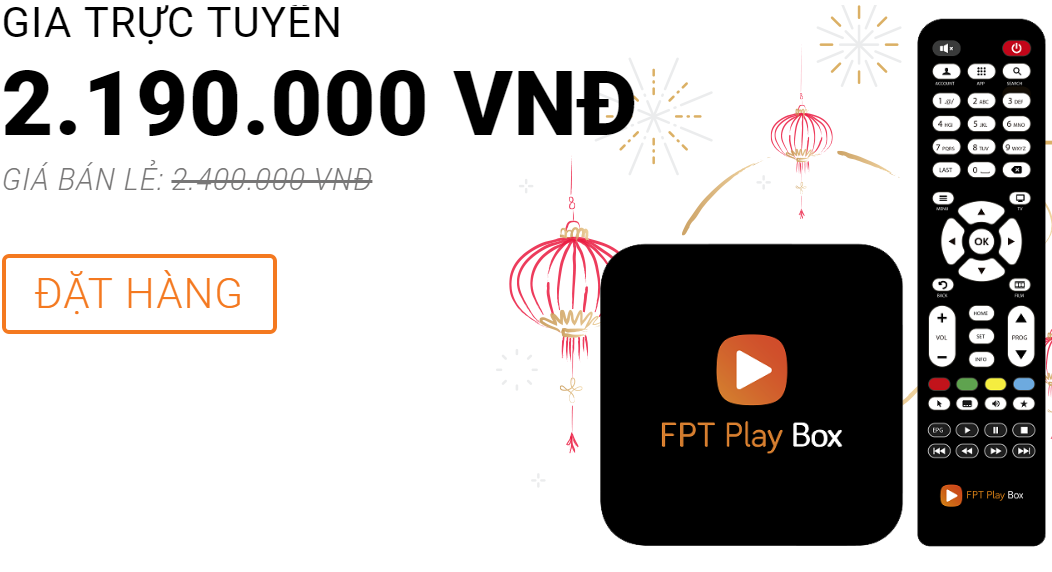 GIÁ TRỰC TUYẾN
2.190.000 VNĐ
GIÁ BÁN LẺ: 2.400.000 VNĐ
ĐẶT HÀNG
FPT Play Box
ACCOUNT APP SEARCH
1 .@/ 2 ABC 3 DEF
4 HIG 5 JKL 6 MNO
7 PQRS 8 TUV 9 WXYZ
LAST 0
MENU TV
OK
BACK FILM
HOME
VOL SET PROG
INFO
EPG
FPT Play Box